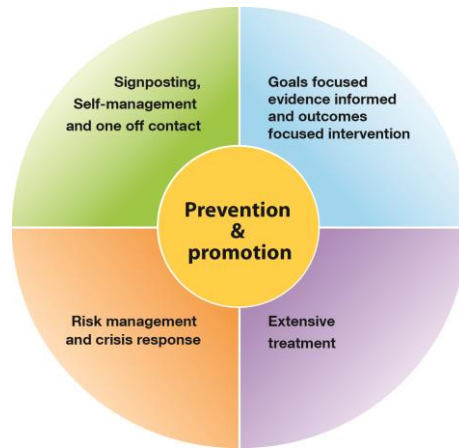 Signposting,
Self-management
and one off contact
Goals focused
evidence informed
and outcomes
focused intervention
Prevention
&
promotion
Risk management
and crisis response
Extensive
treatment